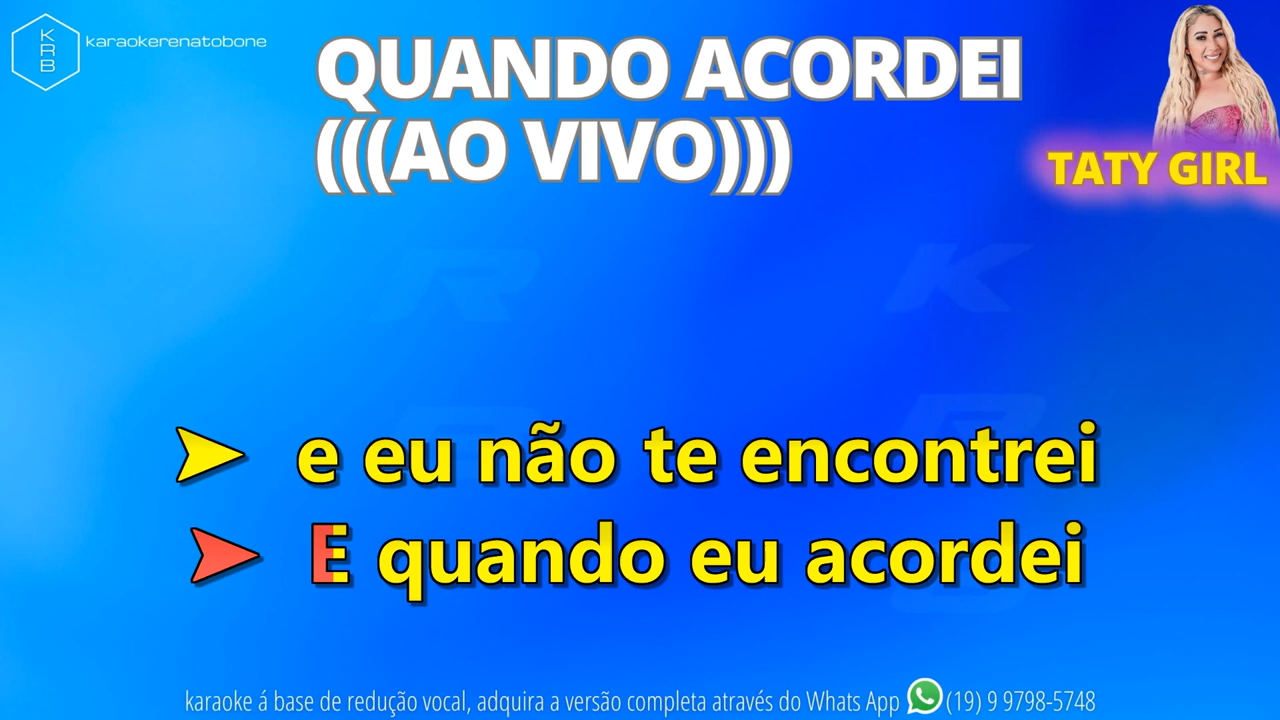 K
R
B
karaokerenatobone
QUANDO ACORDEI
(((AO VIVO)))
TATY GIRL
R K
B
➤ e eu não te encontrei
➤ E quando eu acordei
karaoke á base de redução vocal, adquira a versão completa através do Whats App (19) 9 9798-5748